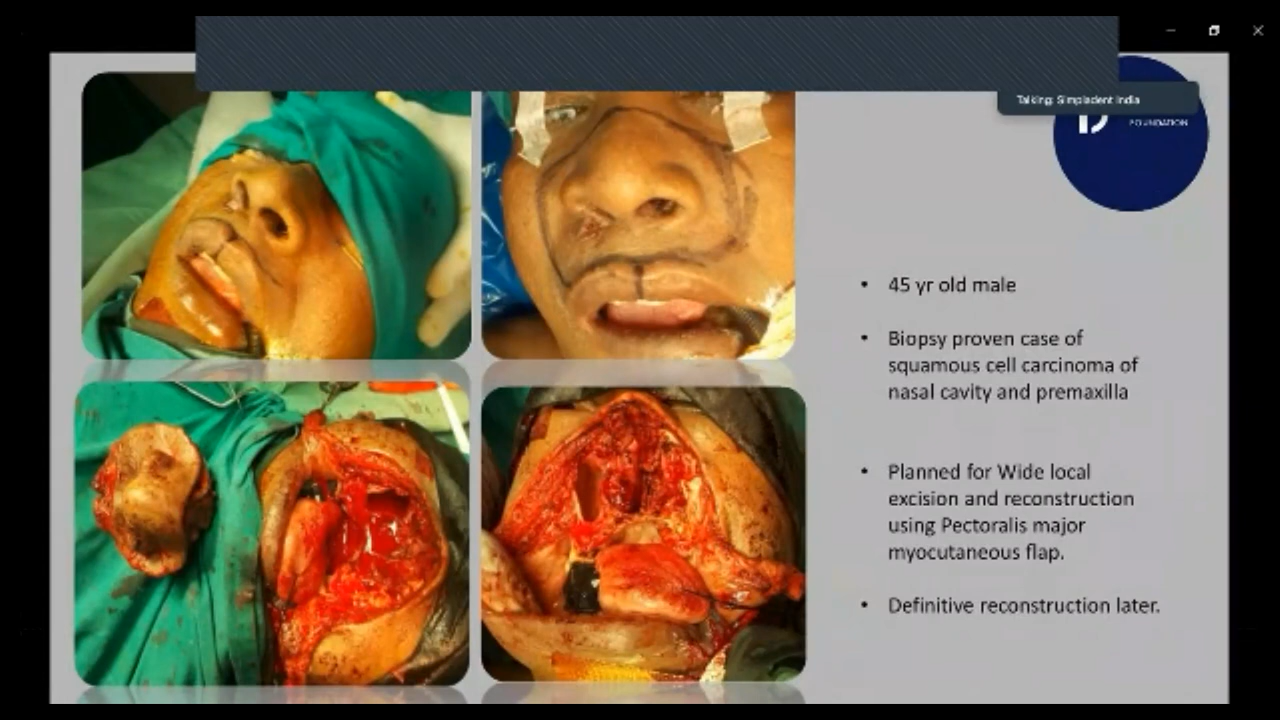 Talking: Simpladent India
FOUNDATION
• 45 yr old male
• Biopsy proven case of
squamous cell carcinoma of
nasal cavity and premaxilla
• Planned for Wide local
excision and reconstruction
using Pectoralis major
myocutaneous flap.
• Definitive reconstruction later.